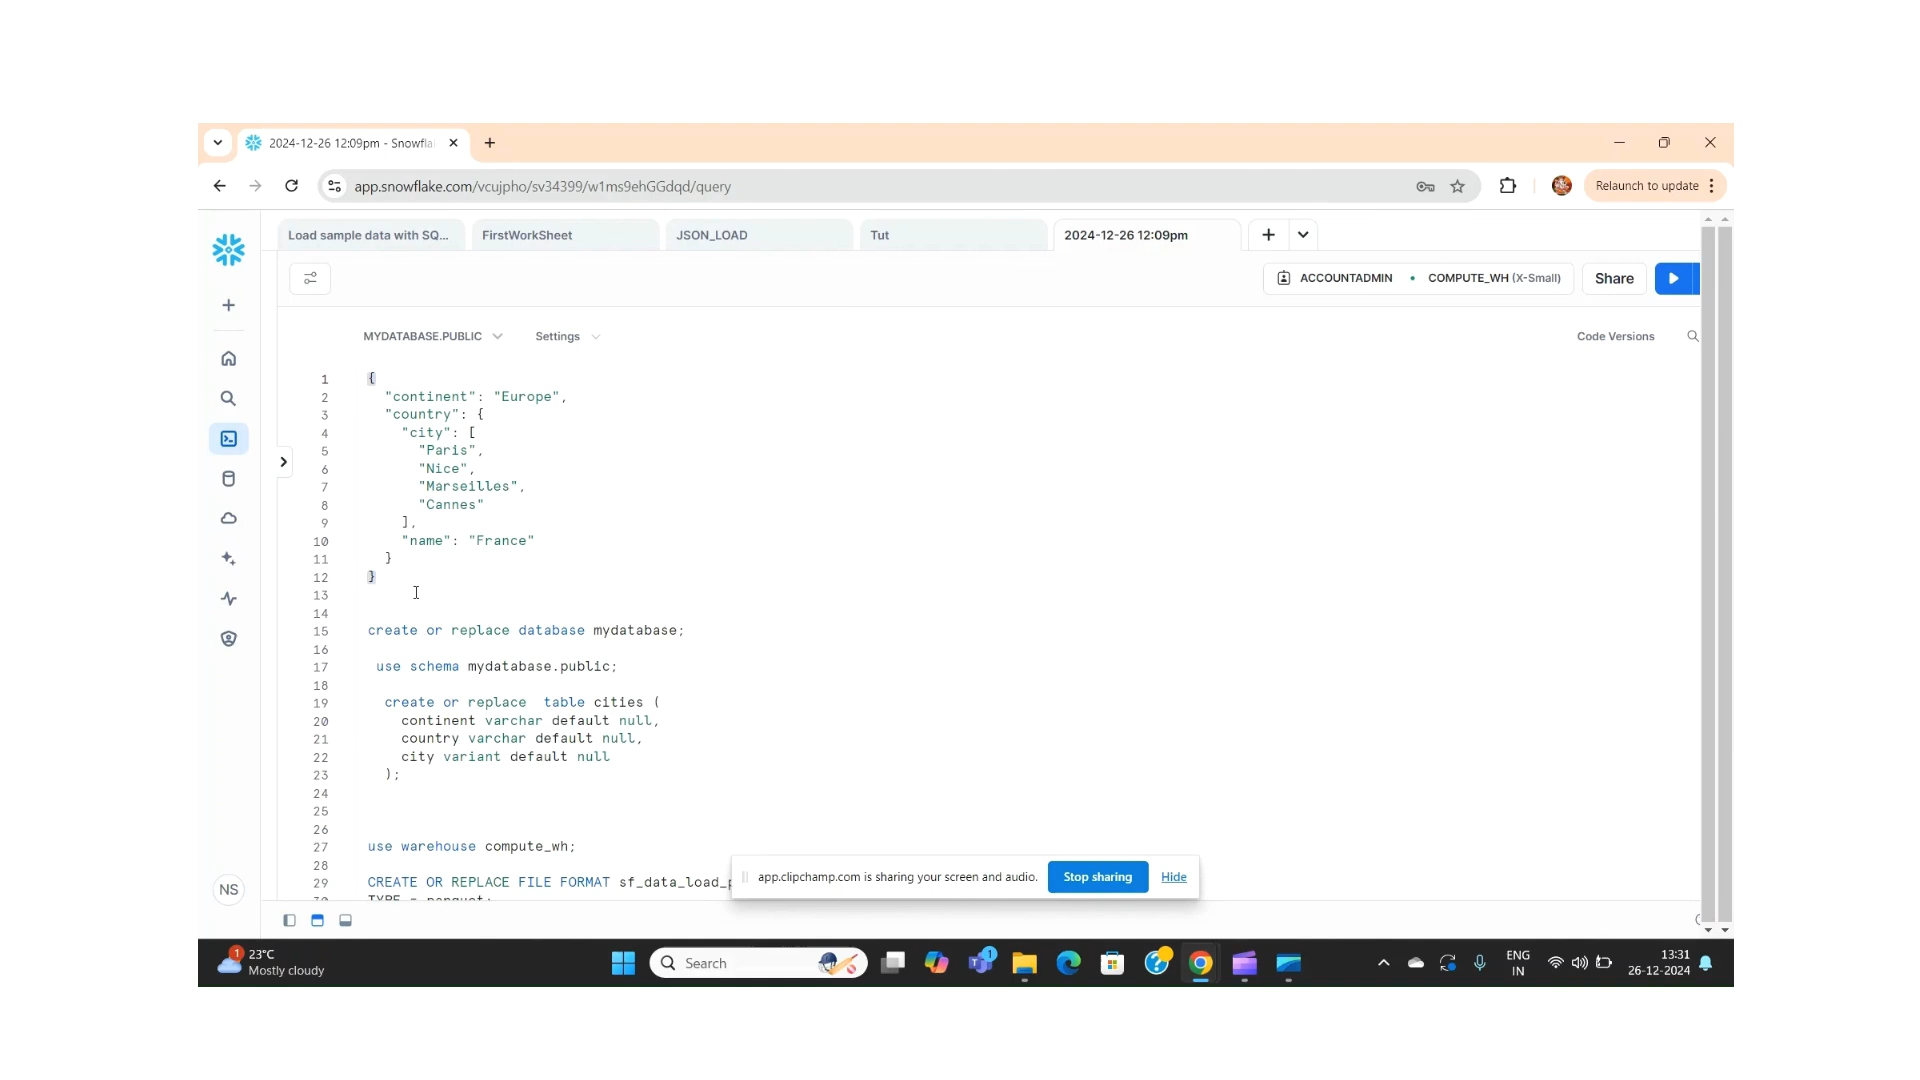 2024-12-26 12:09pm - Snowfla
app.snowflake.com/vcujpho/sv34399/w1ms9ehGGdqd/query
Relaunch to update
Load sample data with SQ...
FirstWorkSheet
JSON_LOAD
Tut
2024-12-26 12:09pm
ACCOUNTADMIN • COMPUTE_WH (X-Small)
Share
MYDATABASE.PUBLIC
Settings
Code Versions
1 {
2 "continent": "Europe",
3 "country": {
4 "city": [
5 "Paris",
6 "Nice",
7 "Marseilles",
8 "Cannes"
9 ],
10 "name": "France"
11 }
12 }
13
14
15 create or replace database mydatabase;
16
17 use schema mydatabase.public;
18
19 create or replace  table cities (
20 continent varchar default null,
21 country varchar default null,
22 city variant default null
23 );
24
25
26
27 use warehouse compute_wh;
28
29 CREATE OR REPLACE FILE FORMAT sf_data_load_p
30 TYPE = parquet;
app.clipchamp.com is sharing your screen and audio.
Stop sharing
Hide
NS
1
23°C
Mostly cloudy
Search
1
ENG
IN
13:31
26-12-2024